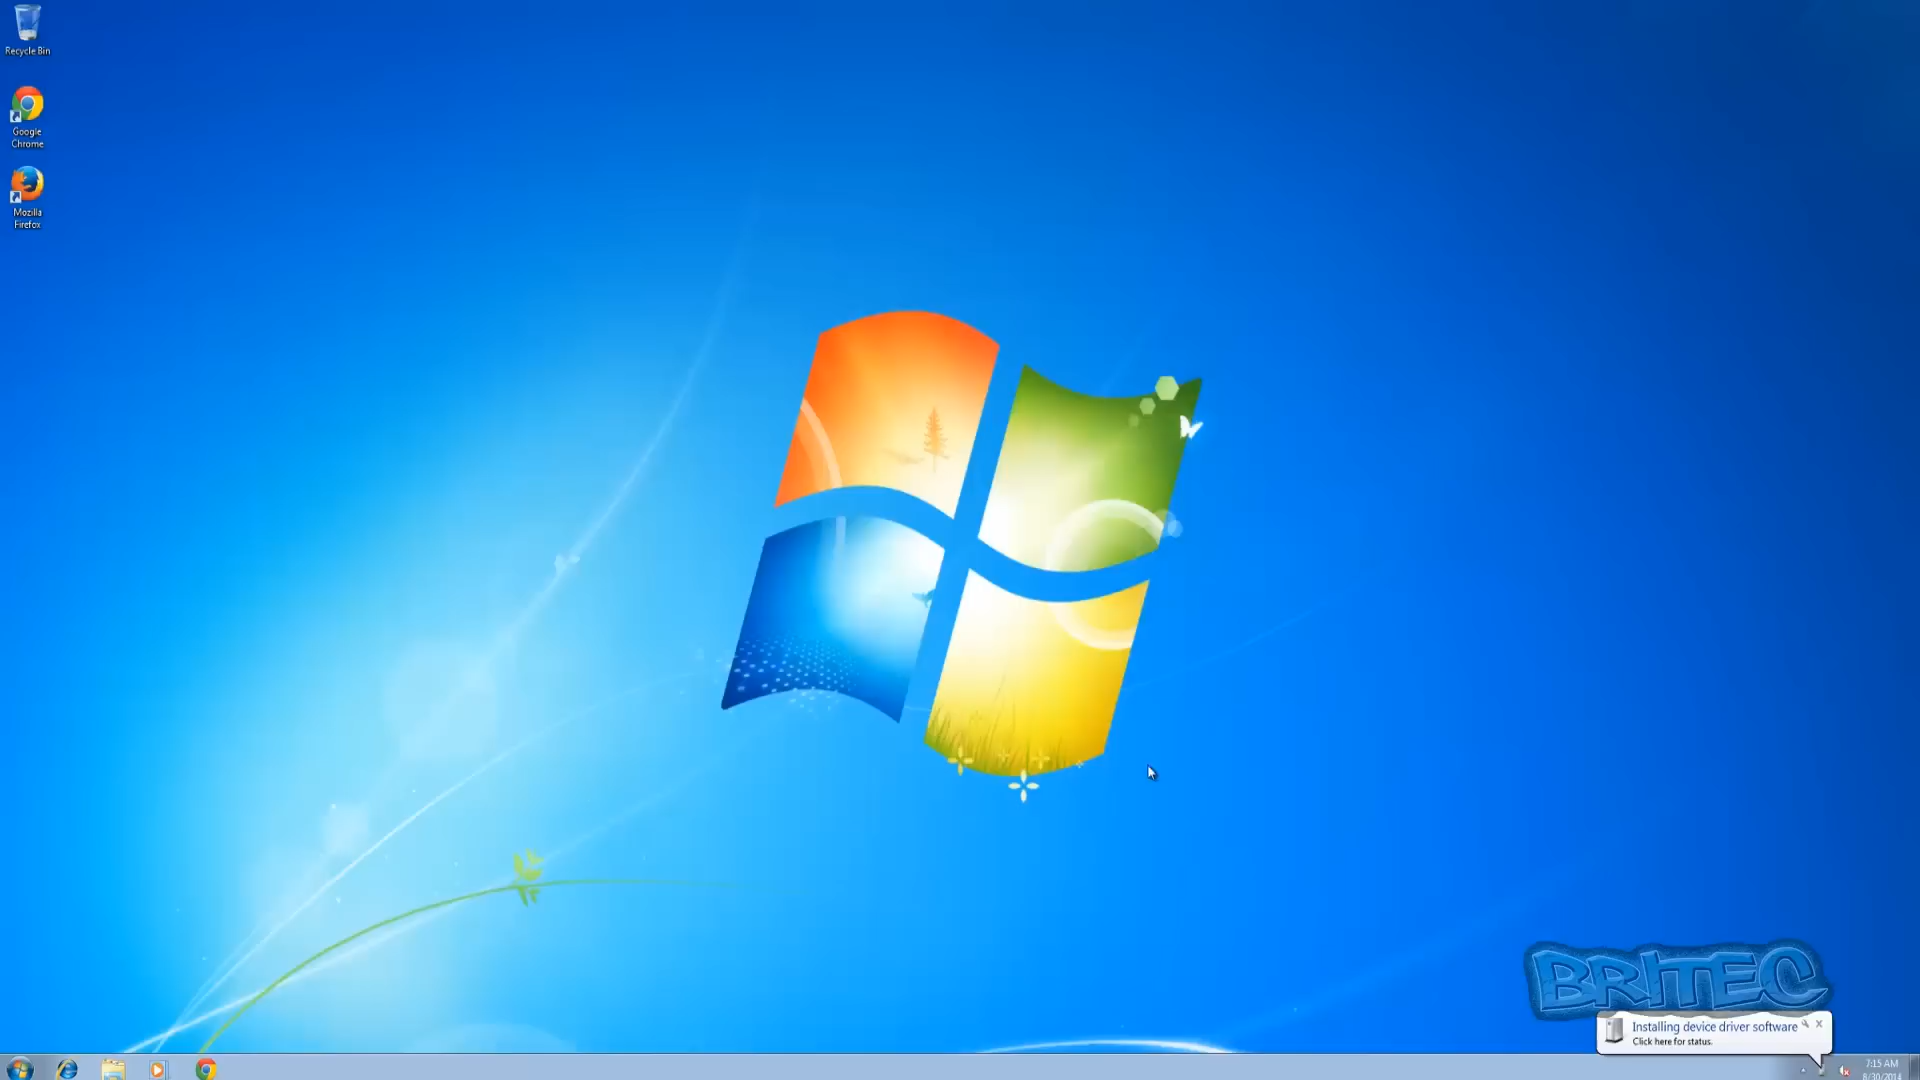 Recycle Bin
Google
Chrome
Mozilla
Firefox
BRITEC
Installing device driver software
Click here for status.
7:15 AM
8/30/2014